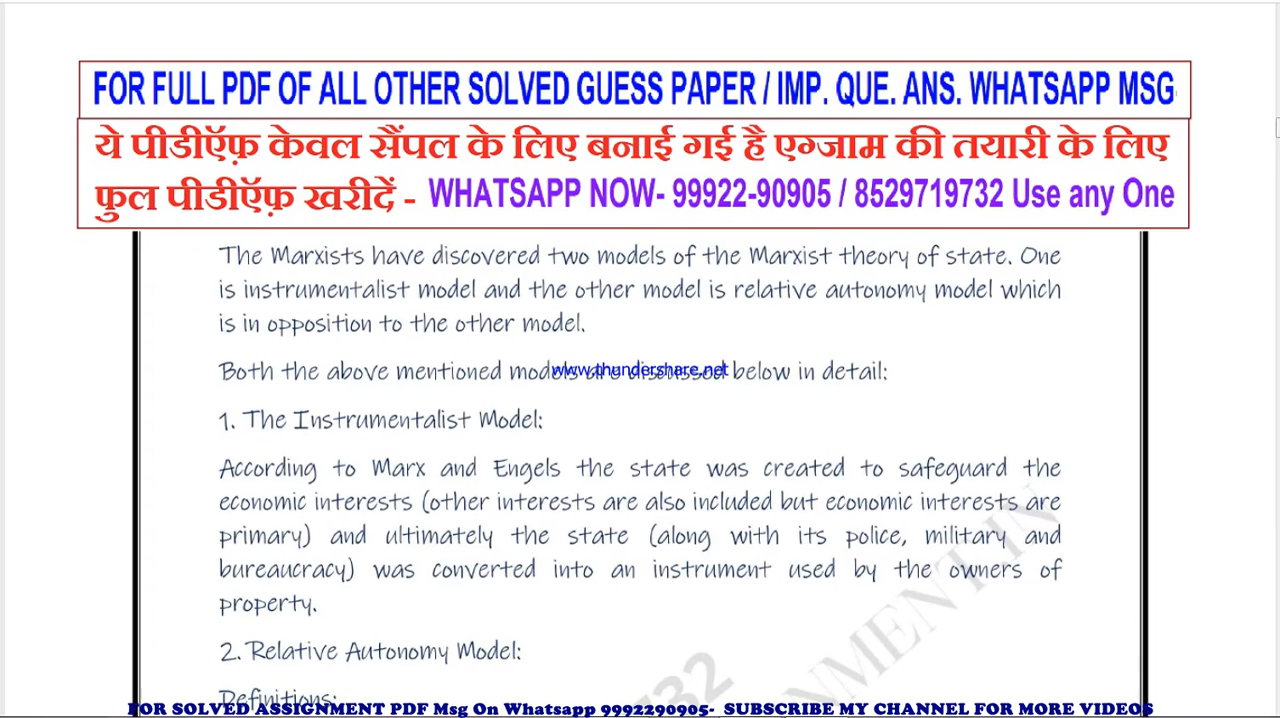 FOR FULL PDF OF ALL OTHER SOLVED GUESS PAPER / IMP. QUE. ANS. WHATSAPP MSG
ये पीडीऍफ़ केवल सैंपल के लिए बनाई गई है एग्जाम की तयारी के लिए
फुल पीडीऍफ़ खरीदें - WHATSAPP NOW- 99922-90905 / 8529719732 Use any One
The Marxists have discovered two models of the Marxist theory of state. One
is instrumentalist model and the other model is relative autonomy model which
is in opposition to the other model.
Both the above mentioned models are discussed below in detail:
www.thundershare.net
1. The Instrumentalist Model:
According to Marx and Engels the state was created to safeguard the
economic interests (other interests are also included but economic interests are
primary) and ultimately the state (along with its police, military and
bureaucracy) was converted into an instrument used by the owners of
property.
2. Relative Autonomy Model:
Definitions:
FOR SOLVED ASSIGNMENT PDF Msg On Whatsapp 9992290905- SUBSCRIBE MY CHANNEL FOR MORE VIDEOS